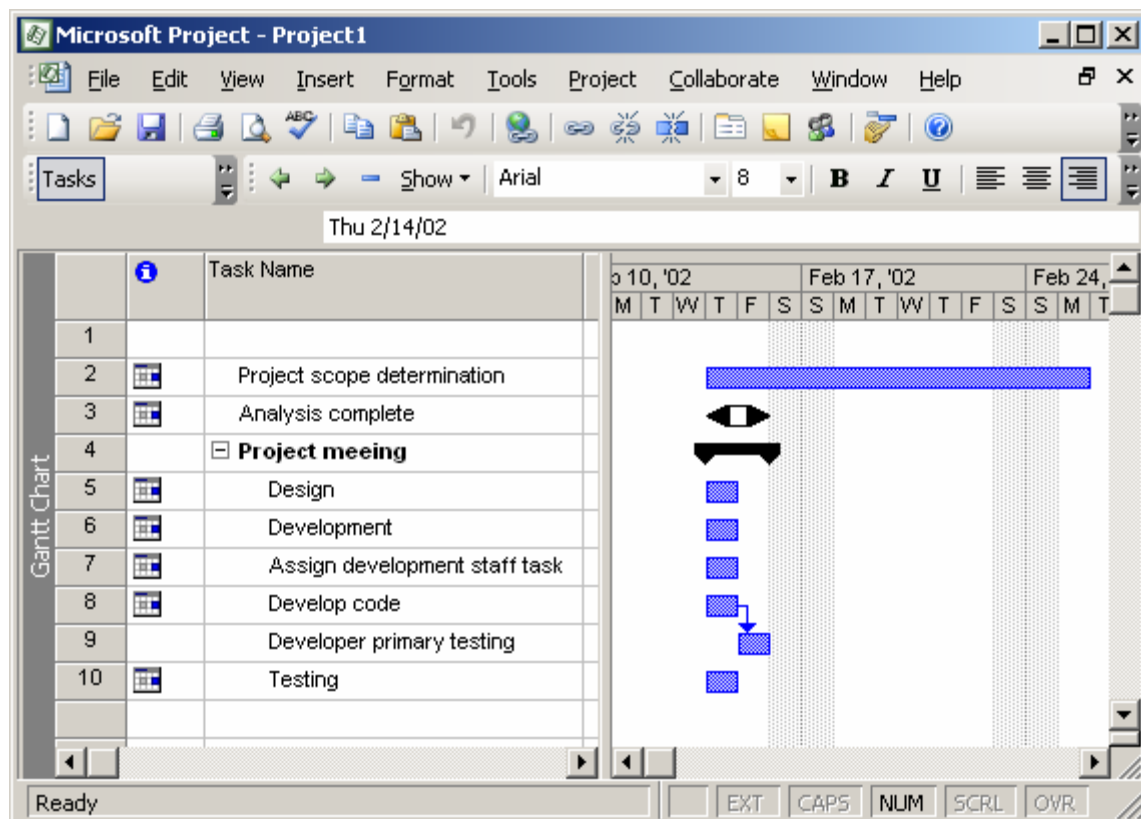 Microsoft Project - Project1
File Edit View Insert Format Tools Project Collaborate Window Help
ABC
Tasks Show Arial 8 B I U
Thu 2/14/02
Task Name
10, '02 Feb 17, '02 Feb 24,
M T W T F S S M T W T F S S M T
1
2 Project scope determination
3 Analysis complete
4 Project meeing
5 Design
6 Development
7 Assign development staff task
8 Develop code
9 Developer primary testing
10 Testing
Gantt Chart
Ready EXT CAPS NUM SCRL OVR